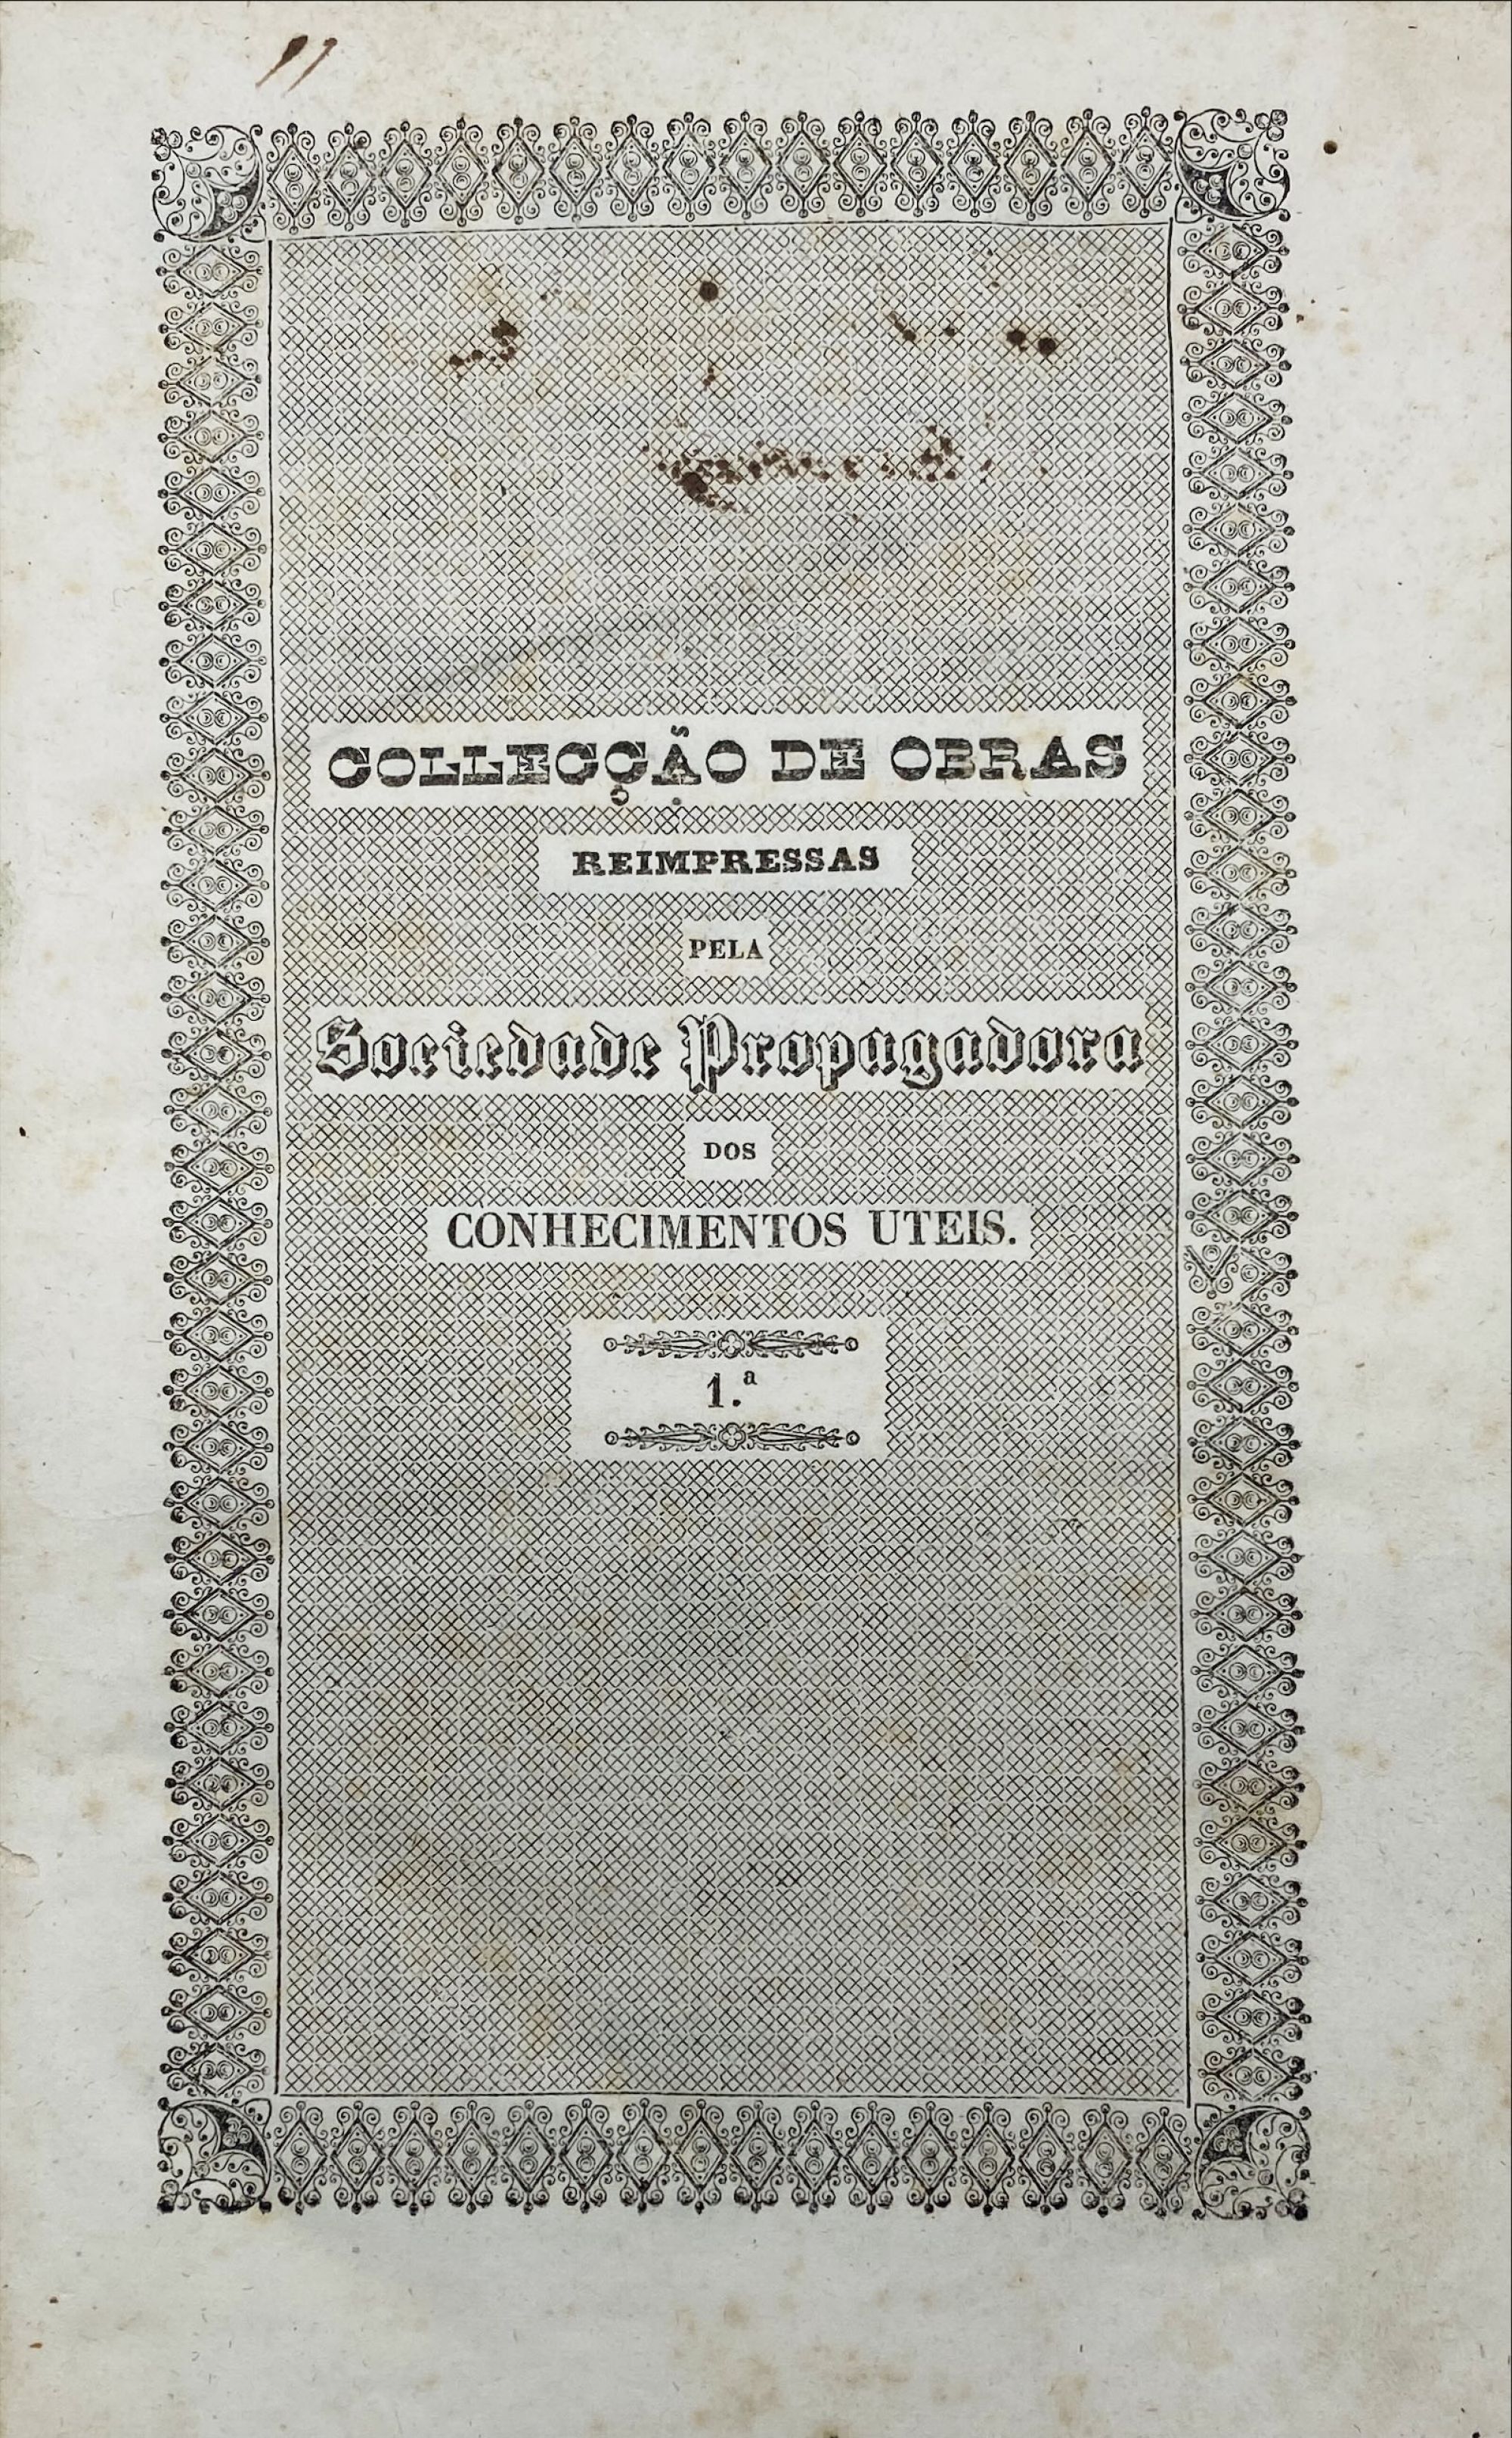 COLLECÇÃO DE OBRAS
REIMPRESSAS
PELA
Sociedade Propagadora
DOS
CONHECIMENTOS UTEIS.
1.ª